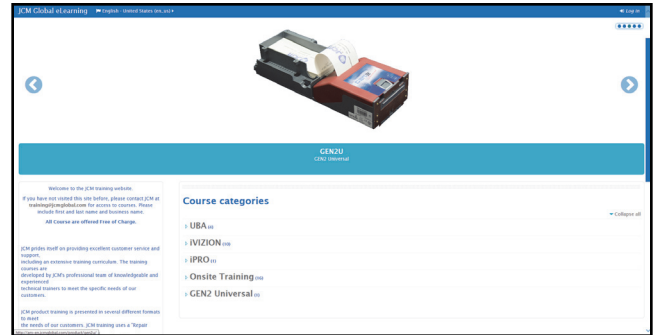 JCM Global eLearning English - United States (en_us) Log in
GEN2U
GEN2 Universal
Welcome to the JCM training website.
If you have not visited this site before, please contact JCM at
training@jcmglobal.com for access to courses. Please
include first and last name and business name.
All Course are offered Free of Charge.
JCM prides itself on providing excellent customer service and
support,
including an extensive curriculum. The training
courses are
developed by JCM's professional team of knowledgeable and
experienced
technical trainers to meet the specific needs of our
customers.
JCM product training is presented in several different formats
to meet
the needs of our customers. JCM training uses a "Repair
Course categories
Collapse all
UBA
iVIZION (10)
iPRO
Onsite Training
GEN2 Universal